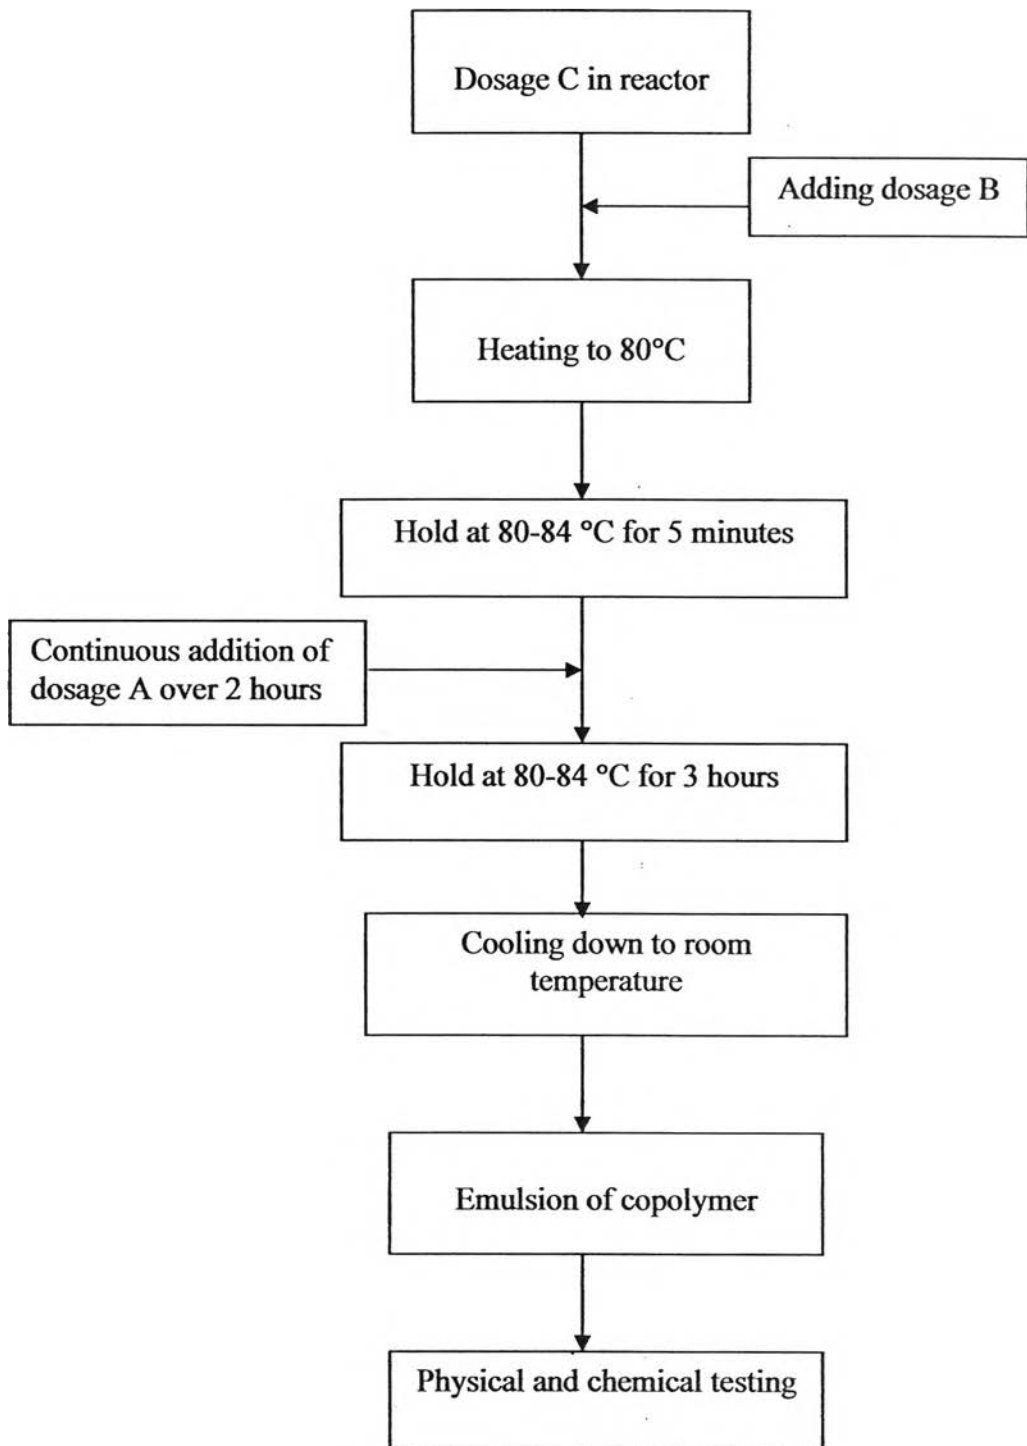 Dosage C in reactor
Adding dosage B
Heating to 80°C
Hold at 80-84 °C for 5 minutes
Continuous addition of
dosage A over 2 hours
Hold at 80-84 °C for 3 hours
Cooling down to room
temperature
Emulsion of copolymer
Physical and chemical testing